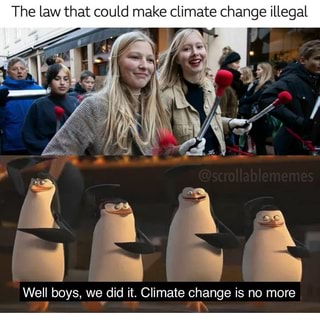 The law that could make climate change illegal
@scrollablememes
Well boys, we did it. Climate change is no more